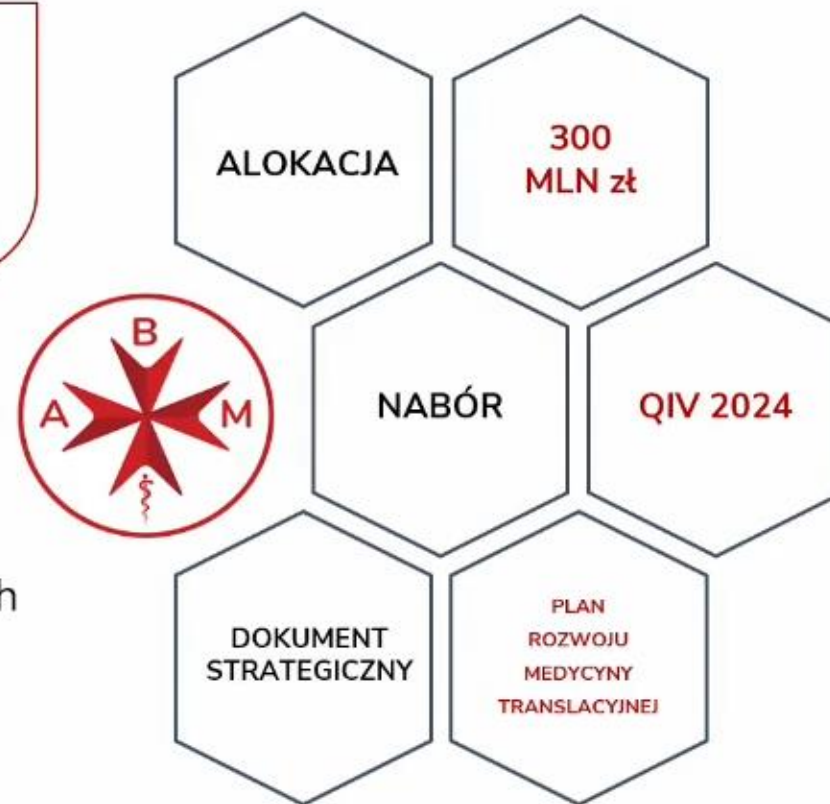 ALOKACJA
300
MLN zł
B
A
M
NABÓR
QIV 2024
h
DOKUMENT
STRATEGICZNY
PLAN
ROZWOJU
MEDYCYNY
TRANSLACYJNEJ